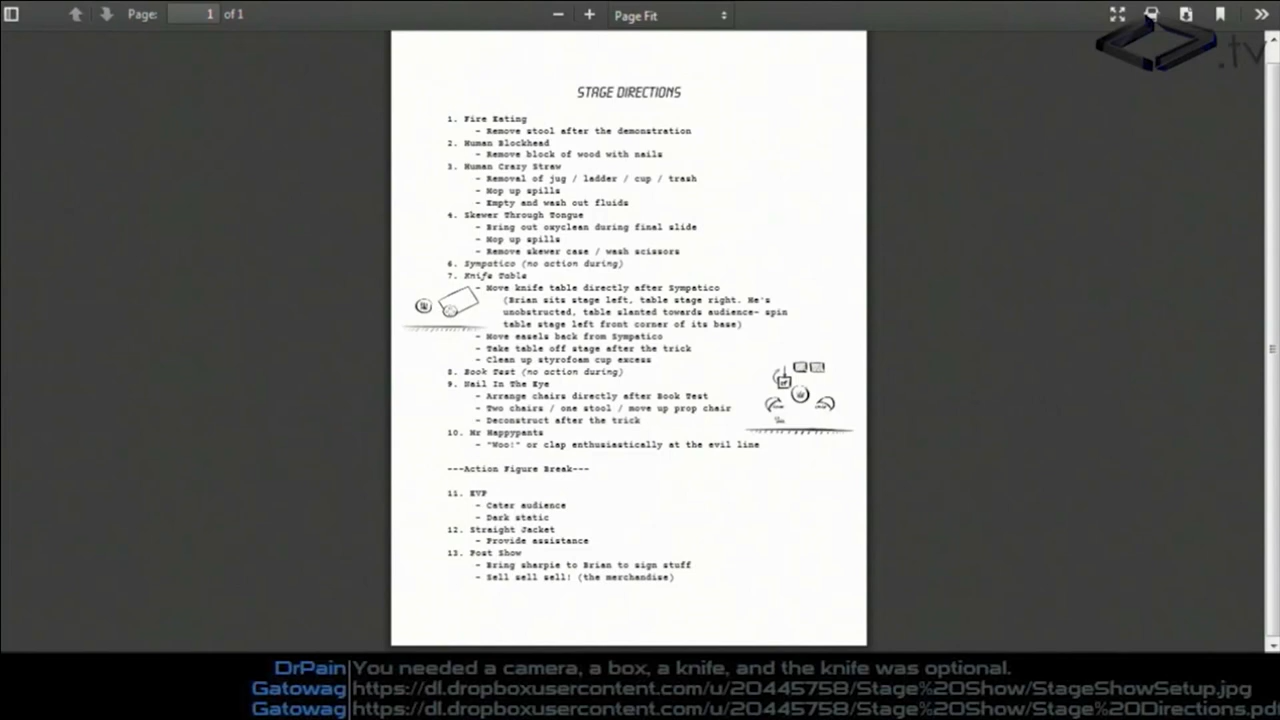 Page: 1 of 1 Page Fit
.tv
STAGE DIRECTIONS
1. Fire Eating
- Remove stool after the demonstration
2. Human Blockhead
- Remove block of wood with nails
3. Human Crazy Straw
- Removal of jug / ladder / cup / trash
- Mop up spills
- Empty and wash out fluids
4. Skewer Through Tongue
- Bring out oxyclean during final slide
- Mop up spills
- Remove skewer case / wash scissors
6. Sympatico (no action during)
7. Knife Table
- Move knife table directly after Sympatico
(Brian sits stage left, table stage right. He's
unobstructed, table slanted towards audience- spin
table stage left front corner of its base)
- Move easels back from Sympatico
- Take table off stage after the trick
- Clean up styrofoam cup excess
8. Book Test (no action during)
9. Nail In The Eye
- Arrange chairs directly after Book Test
- Two chairs / one stool / move up prop chair
- Deconstruct after the trick
10. Mr Happypants
- "Woo!" or clap enthusiastically at the evil line
---Action Figure Break---
11. EVP
- Cater audience
- Dark static
12. Straight Jacket
- Provide assistance
13. Post Show
- Bring sharpie to Brian to sign stuff
- Sell sell sell! (the merchandise)
DrPain You needed a camera, a box, a knife, and the knife was optional.
Gatowag https://dl.dropboxusercontent.com/u/20445758/Stage%20Show/StageShowSetup.jpg
Gatowag https://dl.dropboxusercontent.com/u/20445758/Stage%20Show/Stage%20Directions.pd